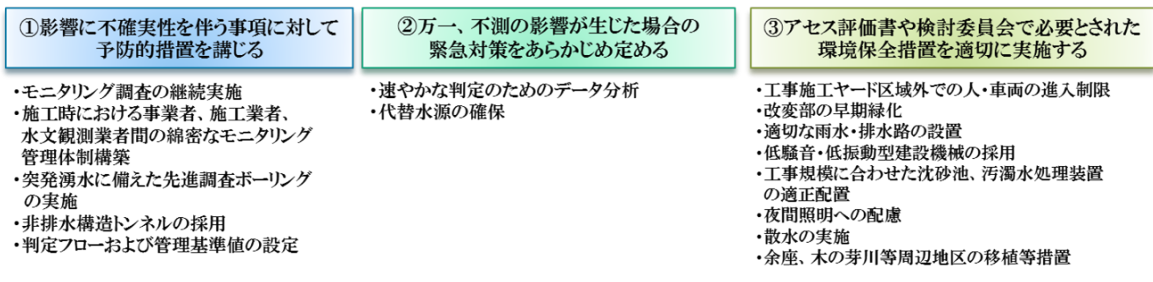 ①影響に不確実性を伴う事項に対して
予防的措置を講じる
・モニタリング調査の継続実施
・施工時における事業者、施工業者、
水文観測業者間の綿密なモニタリング
管理体制構築
・突発湧水に備えた先進調査ボーリング
の実施
・非排水構造トンネルの採用
・判定フローおよび管理基準値の設定
②万一、不測の影響が生じた場合の
緊急対策をあらかじめ定める
・速やかな判定のためのデータ分析
・代替水源の確保
③アセス評価書や検討委員会で必要とされた
環境保全措置を適切に実施する
・工事施工ヤード区域外での人・車両の進入制限
・改変部の早期緑化
・適切な雨水・排水路の設置
・低騒音・低振動型建設機械の採用
・工事規模に合わせた沈砂池、汚濁水処理装置
の適正配置
・夜間照明への配慮
・散水の実施
・余座、木の芽川等周辺地区の移植等措置